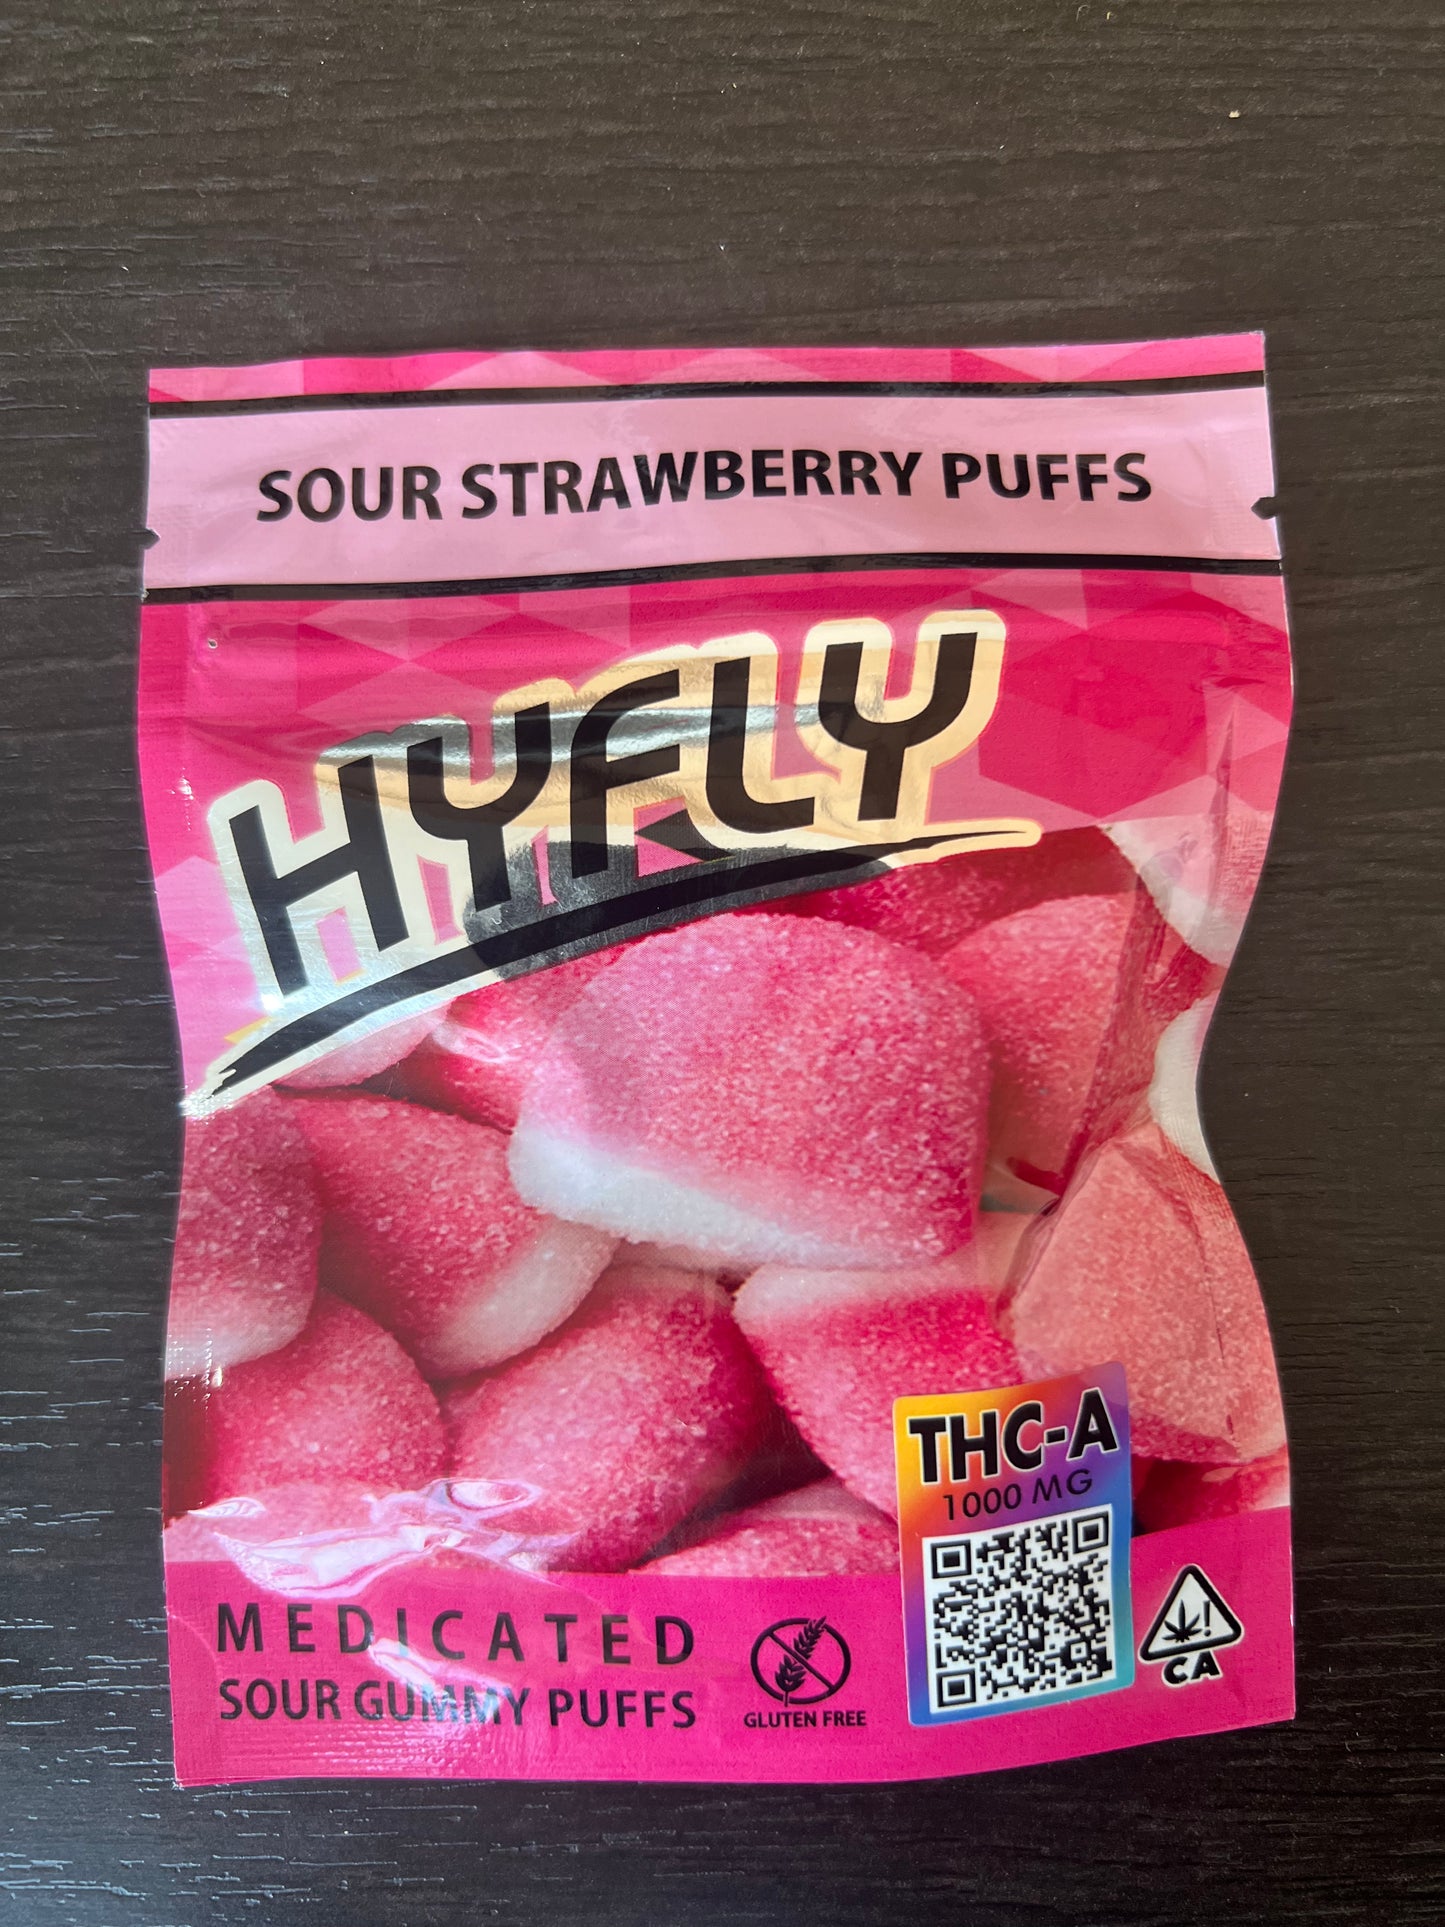 SOUR STRAWBERRY PUFFS
HYFLY
THC-A
1000 MG
MEDICATED
SOUR GUMMY PUFFS
GLUTEN FREE
!
CA